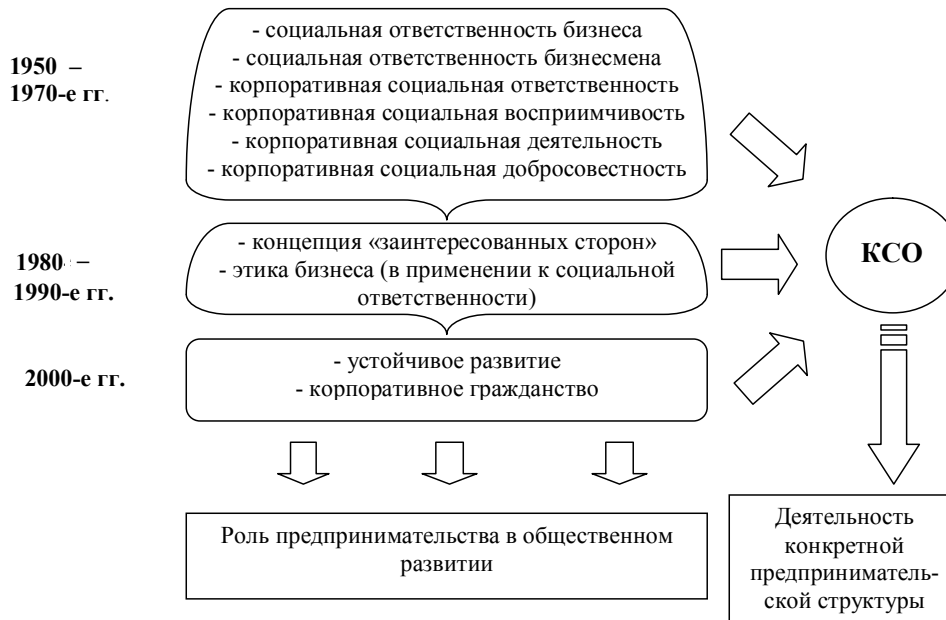 1950 –
1970-е гг.
- социальная ответственность бизнеса
- социальная ответственность бизнесмена
- корпоративная социальная ответственность
- корпоративная социальная восприимчивость
- корпоративная социальная деятельность
- корпоративная социальная добросовестность
1980 –
1990-е гг.
- концепция «заинтересованных сторон»
- этика бизнеса (в применении к социальной
ответственности)
КСО
2000-е гг.
- устойчивое развитие
- корпоративное гражданство
Роль предпринимательства в общественном
развитии
Деятельность
конкретной
предприниматель-
ской структуры